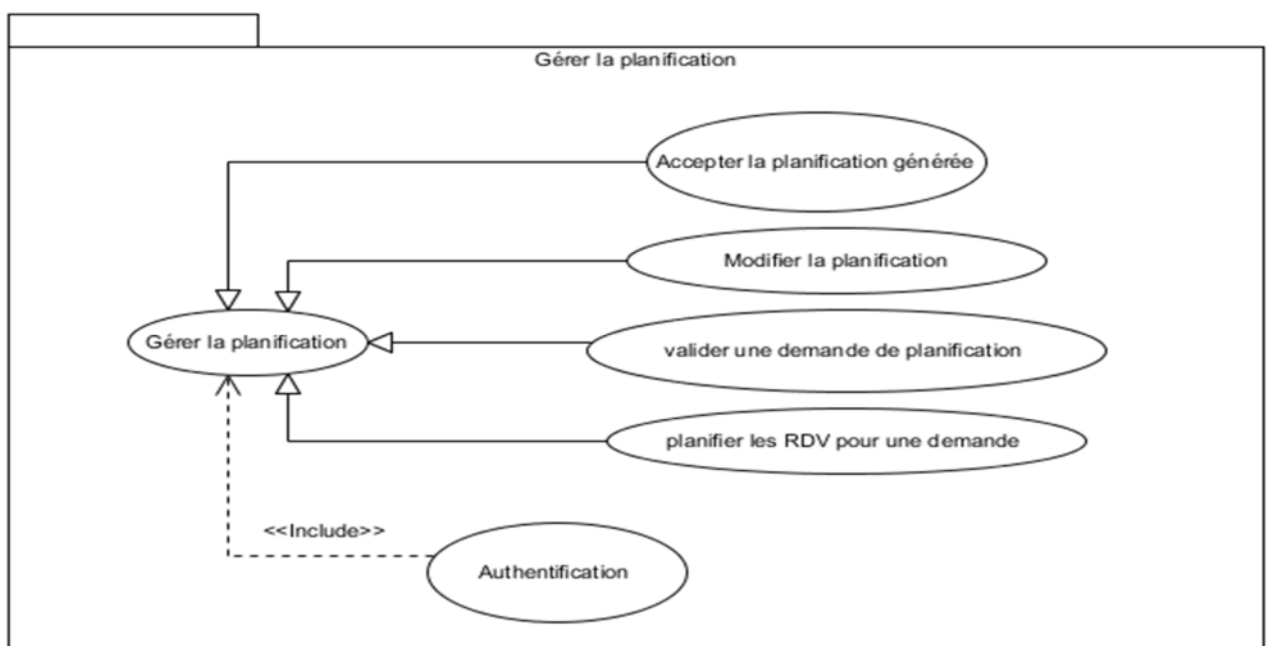 Gérer la planification
Accepter la planification générée
Modifier la planification
Gérer la planification
valider une demande de planification
planifier les RDV pour une demande
<<Include>>
Authentification